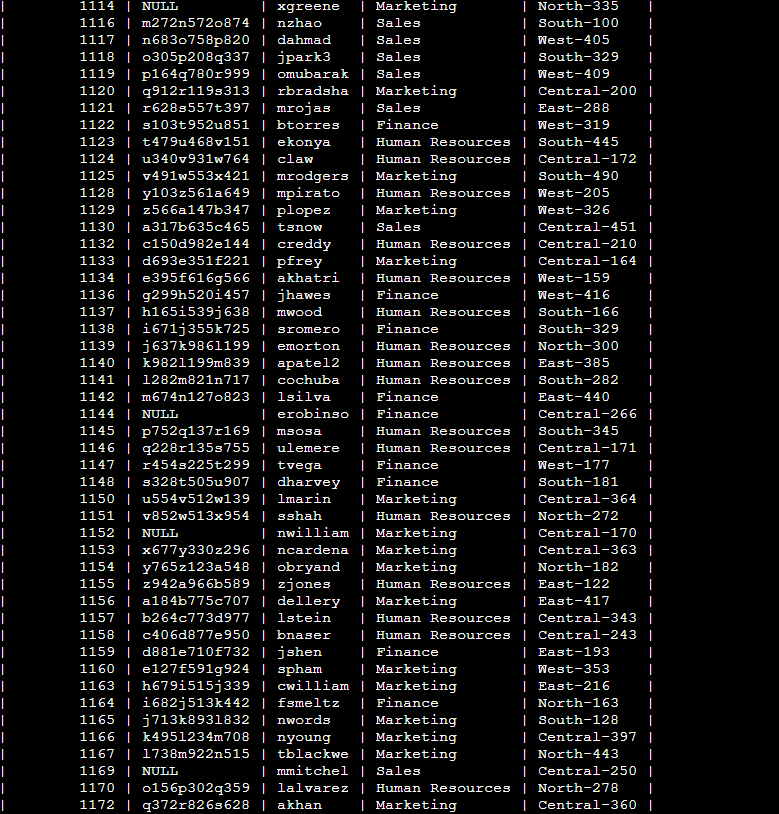 | 1114 | NULL | xgreene | Marketing | North-335 |
| 1116 | m272n572o874 | nzhao | Sales | South-100 |
| 1117 | n683o758p820 | dahmad | Sales | West-405 |
| 1118 | o305p208q337 | jpark3 | Sales | South-329 |
| 1119 | p164q780r999 | omubarak | Sales | West-409 |
| 1120 | q912r119s313 | rbradsha | Marketing | Central-200 |
| 1121 | r628s557t397 | mrojas | Sales | East-288 |
| 1122 | s103t952u851 | btorres | Finance | West-319 |
| 1123 | t479u468v151 | ekonya | Human Resources | South-445 |
| 1124 | u340v931w764 | claw | Human Resources | Central-172 |
| 1125 | v491w553x421 | mrodgers | Marketing | South-490 |
| 1128 | y103z561a649 | mpirato | Human Resources | West-205 |
| 1129 | z566a147b347 | plopez | Marketing | West-326 |
| 1130 | a317b635c465 | tsnow | Sales | Central-451 |
| 1132 | c150d982e144 | creddy | Human Resources | Central-210 |
| 1133 | d693e351f221 | pfrey | Marketing | Central-164 |
| 1134 | e395f616g566 | akhatri | Human Resources | West-159 |
| 1136 | g299h520i457 | jhawes | Finance | West-416 |
| 1137 | h165i539j638 | mwood | Human Resources | South-166 |
| 1138 | i671j355k725 | sromero | Finance | South-329 |
| 1139 | j637k986l199 | emorton | Human Resources | North-300 |
| 1140 | k982l199m839 | apatel2 | Human Resources | East-385 |
| 1141 | l282m821n717 | cochuba | Human Resources | South-282 |
| 1142 | m674n127o823 | lsilva | Finance | East-440 |
| 1144 | NULL | erobinso | Finance | Central-266 |
| 1145 | p752q137r169 | msosa | Human Resources | South-345 |
| 1146 | q228r135s755 | ulemere | Human Resources | Central-171 |
| 1147 | r454s225t299 | tvega | Finance | West-177 |
| 1148 | s328t505u907 | dharvey | Finance | South-181 |
| 1150 | u554v512w139 | lmarin | Marketing | Central-364 |
| 1151 | v852w513x954 | sshah | Human Resources | North-272 |
| 1152 | NULL | nwilliam | Marketing | Central-170 |
| 1153 | x677y330z296 | ncardena | Marketing | Central-363 |
| 1154 | y765z123a548 | obryand | Marketing | North-182 |
| 1155 | z942a966b589 | zjones | Human Resources | East-122 |
| 1156 | a184b775c707 | dellery | Marketing | East-417 |
| 1157 | b264c773d977 | lstein | Human Resources | Central-343 |
| 1158 | c406d877e950 | bnaser | Human Resources | Central-243 |
| 1159 | d881e710f732 | jshen | Finance | East-193 |
| 1160 | e127f591g924 | spham | Marketing | West-353 |
| 1163 | h679i515j339 | cwilliam | Marketing | East-216 |
| 1164 | i682j513k442 | fsmeltz | Finance | North-163 |
| 1165 | j713k893l832 | nwords | Marketing | South-128 |
| 1166 | k495l234m708 | nyoung | Marketing | Central-397 |
| 1167 | l738m922n515 | tblackwe | Marketing | North-443 |
| 1169 | NULL | mmitchel | Sales | Central-250 |
| 1170 | o156p302q359 | lalvarez | Human Resources | North-278 |
| 1172 | q372r826s628 | akhan | Marketing | Central-360 |